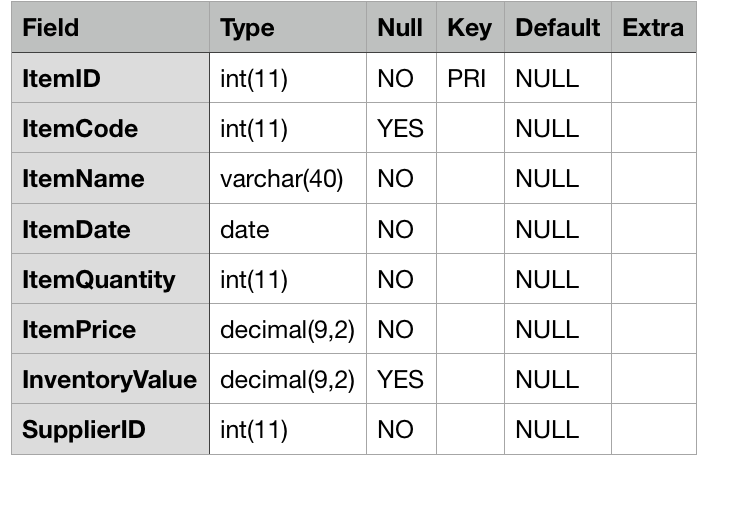 Field Type Null Key Default Extra
ItemID int(11) NO PRI NULL
ItemCode int(11) YES NULL
ItemName varchar(40) NO NULL
ItemDate date NO NULL
ItemQuantity int(11) NO NULL
ItemPrice decimal(9,2) NO NULL
InventoryValue decimal(9,2) YES NULL
SupplierID int(11) NO NULL